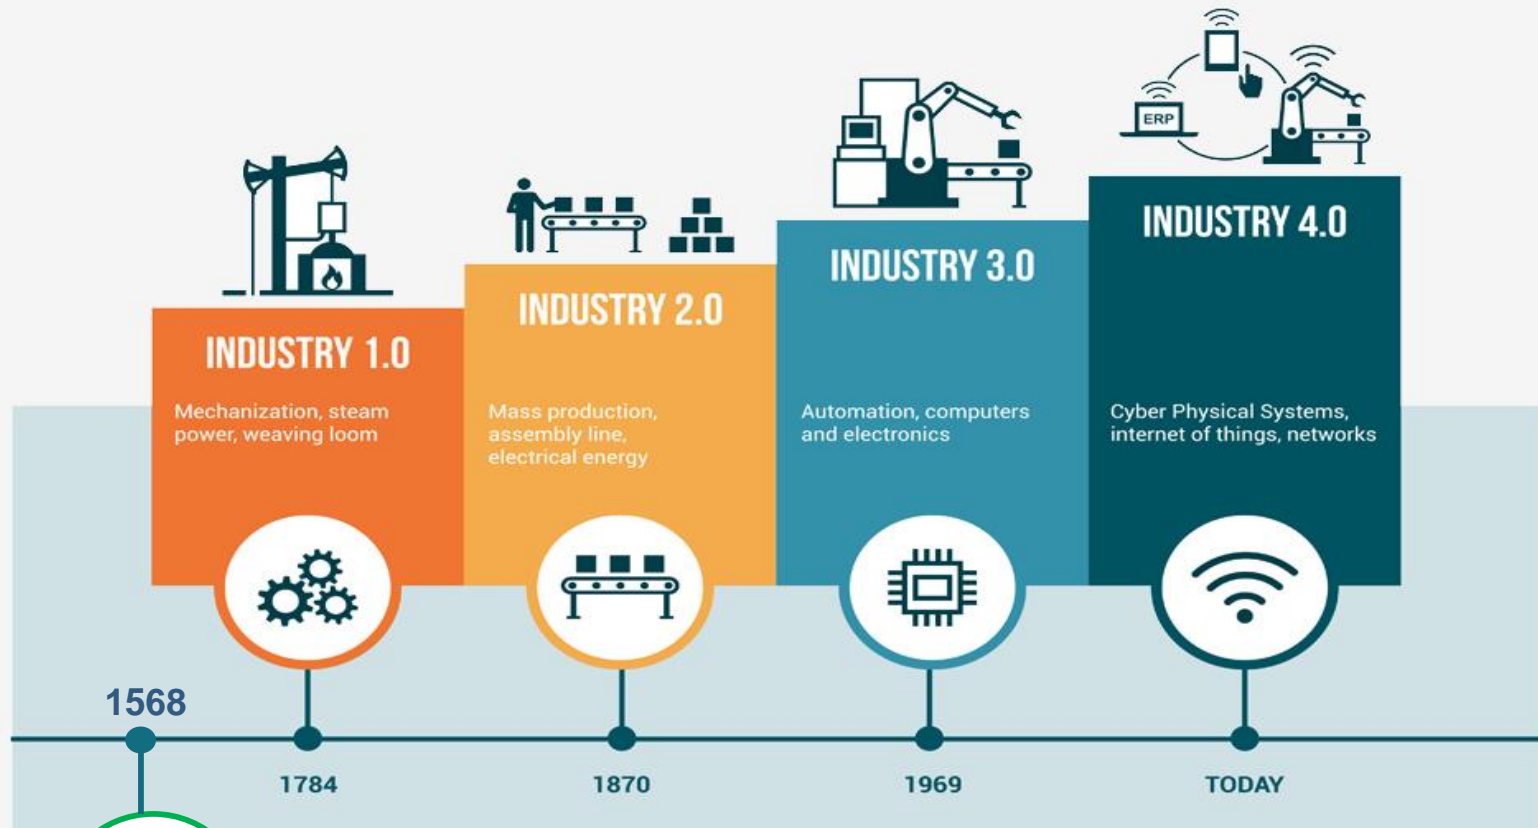 ERP
INDUSTRY 1.0
Mechanization, steam
power, weaving loom
INDUSTRY 2.0
Mass production,
assembly line,
electrical energy
INDUSTRY 3.0
Automation, computers
and electronics
INDUSTRY 4.0
Cyber Physical Systems,
internet of things, networks
1568
1784
1870
1969
TODAY